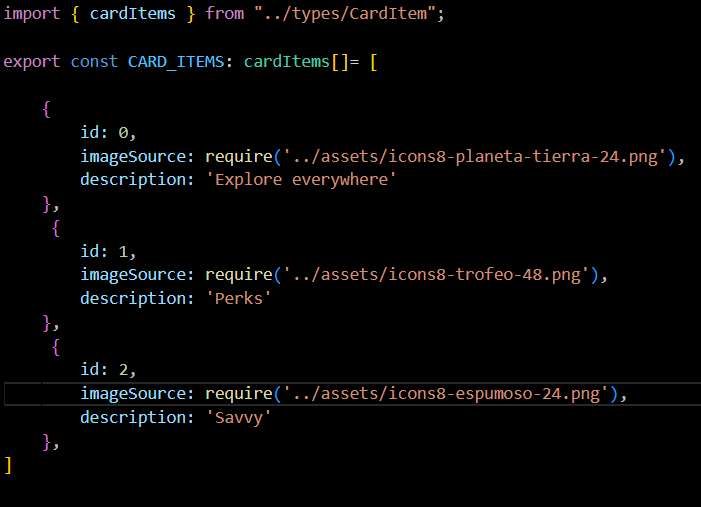 import { cardItems } from "../types/CardItem";
export const CARD_ITEMS: cardItems[]= [
{
id: 0,
imageSource: require('../assets/icons8-planeta-tierra-24.png'),
description: 'Explore everywhere'
},
{
id: 1,
imageSource: require('../assets/icons8-trofeo-48.png'),
description: 'Perks'
},
{
id: 2,
imageSource: require('../assets/icons8-espumoso-24.png'),
description: 'Savvy'
},
]